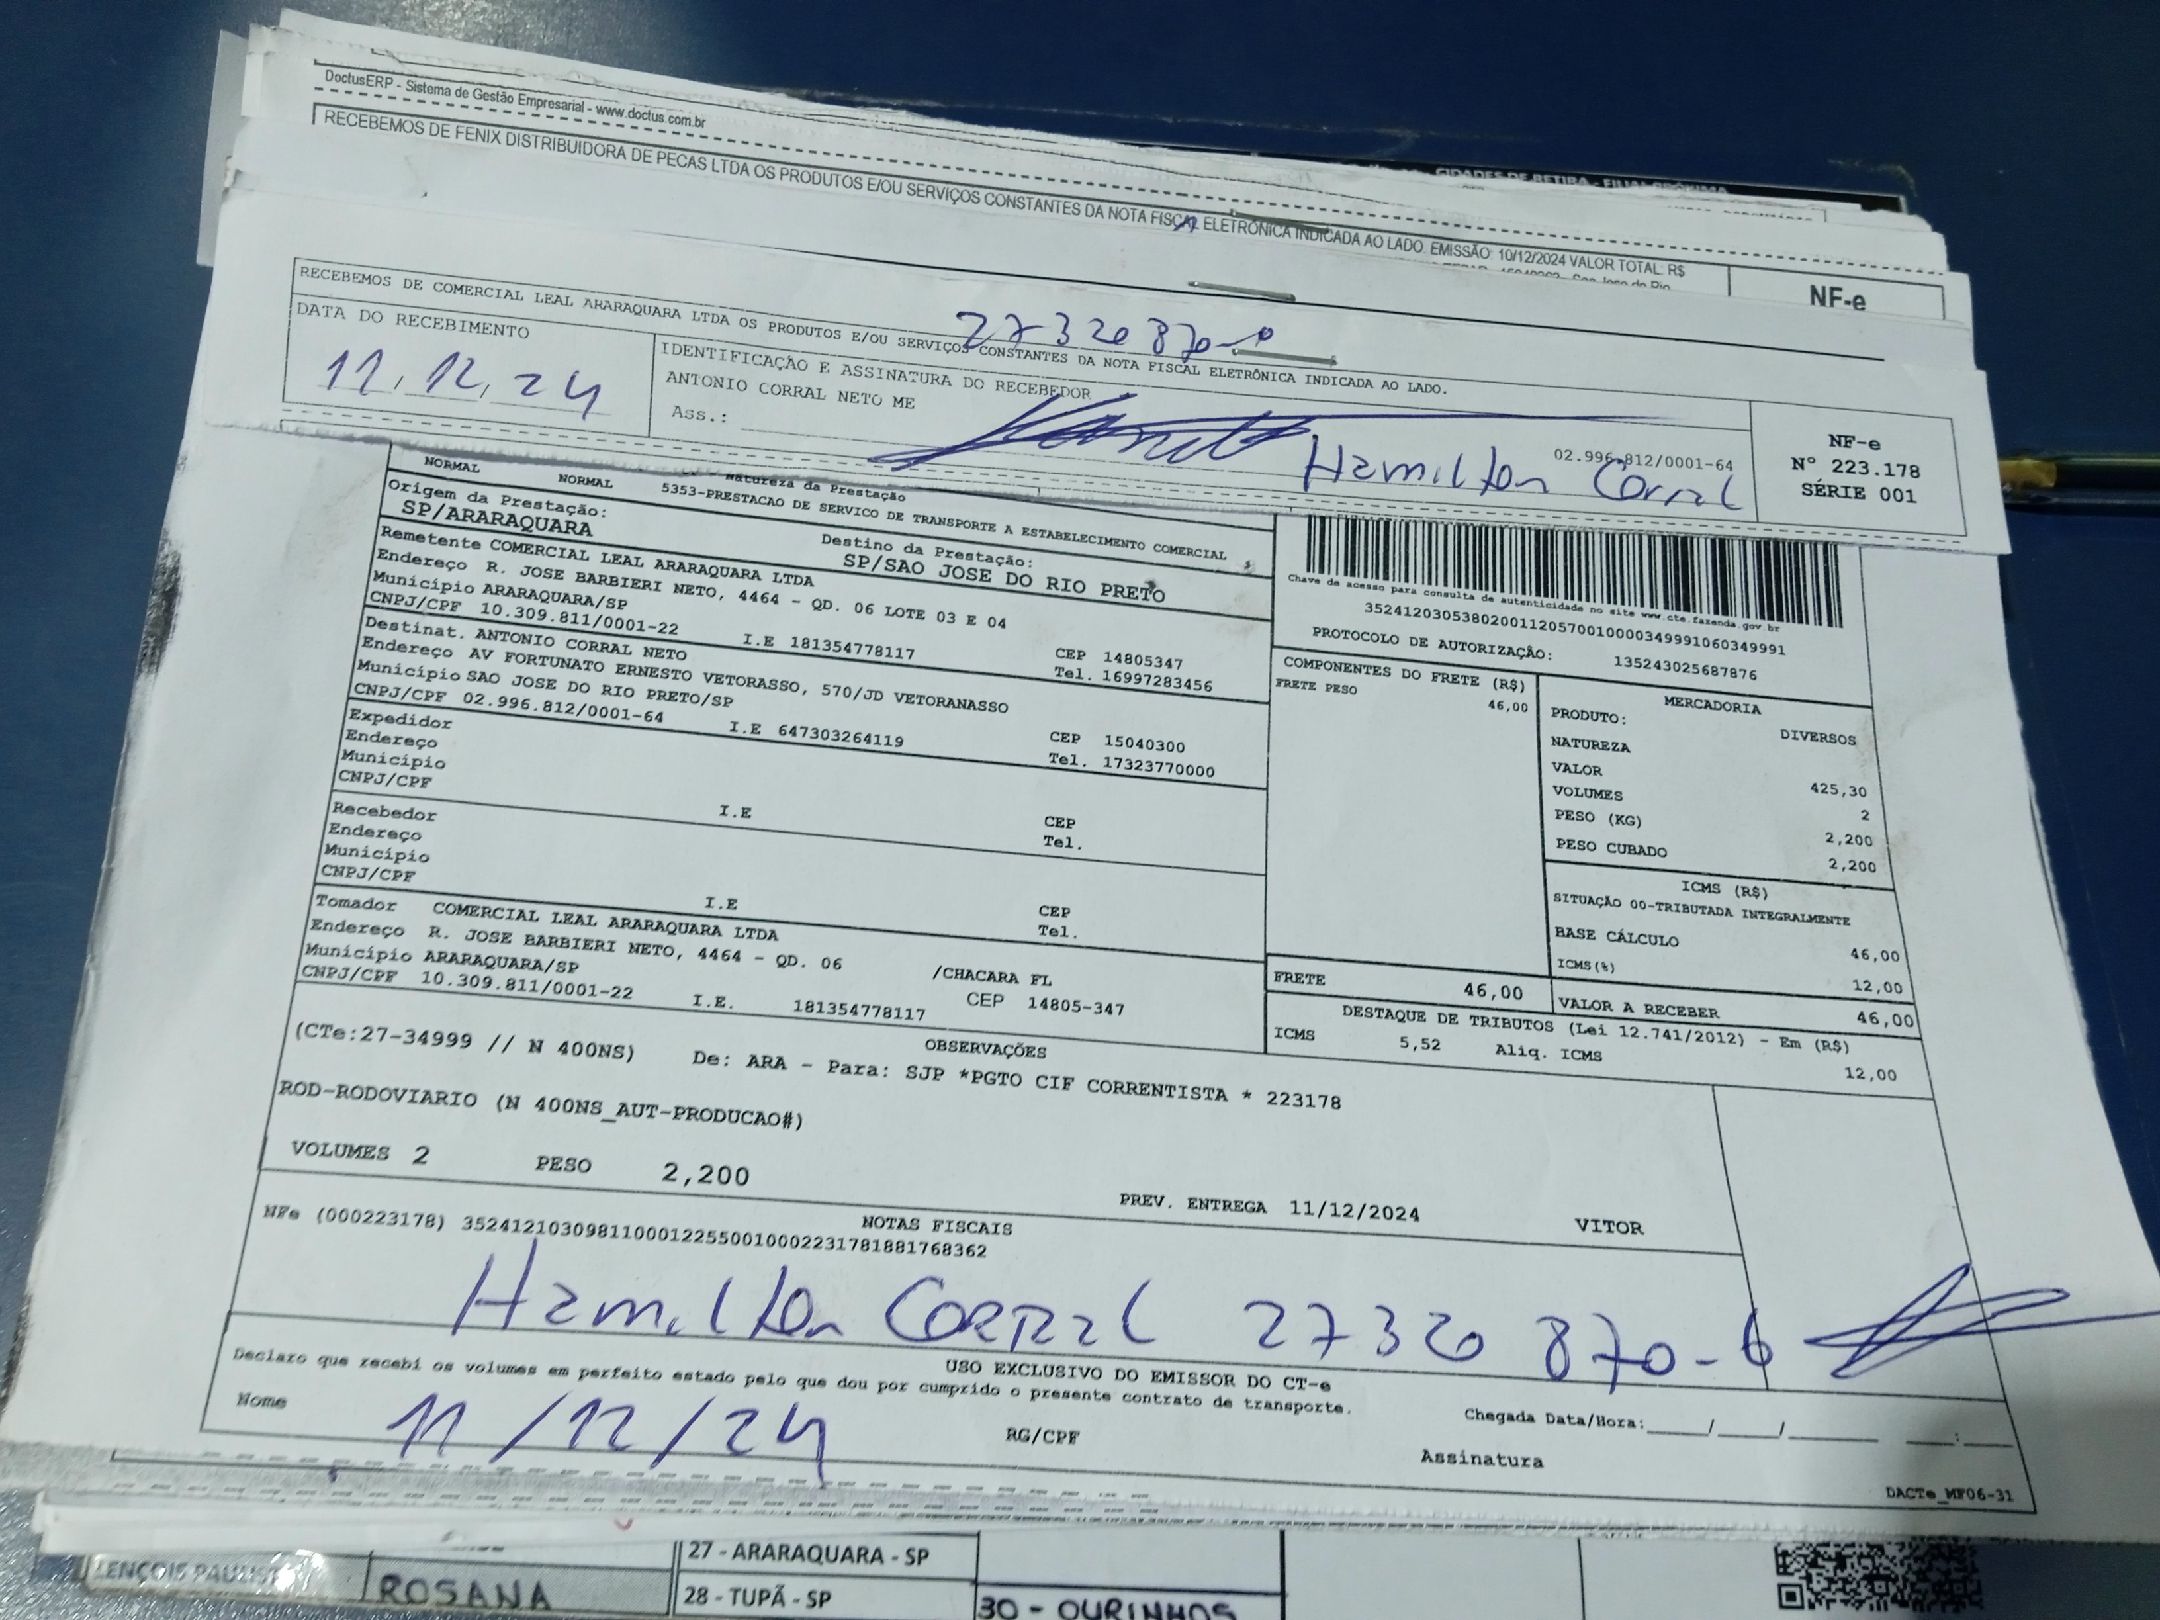 DoctusERP - Sistema de Gestão Empresarial - www.doctus.com.br
RECEBEMOS DE FENIX DISTRIBUIDORA DE PECAS LTDA OS PRODUTOS E/OU SERVIÇOS CONSTANTES DA NOTA FISCAL ELETRÔNICA INDICADA AO LADO. EMISSÃO: 10/12/2024 VALOR TOTAL: R$
NF-e
RECEBEMOS DE COMERCIAL LEAL ARARAQUARA LTDA OS PRODUTOS E/OU SERVIÇOS CONSTANTES DA NOTA FISCAL ELETRÔNICA INDICADA AO LADO.
27320870-0
DATA DO RECEBIMENTO
11, 12, 24
IDENTIFICAÇÃO E ASSINATURA DO RECEBEDOR
ANTONIO CORRAL NETO ME
Ass.:
02.996.812/0001-64
Hamilton Corral
NF-e
Nº 223.178
SÉRIE 001
NORMAL NORMAL Natureza da Prestação
5353-PRESTACAO DE SERVICO DE TRANSPORTE A ESTABELECIMENTO COMERCIAL
Origem da Prestação: Destino da Prestação:
SP/ARARAQUARA SP/SAO JOSE DO RIO PRETO
Remetente COMERCIAL LEAL ARARAQUARA LTDA
Endereço R. JOSE BARBIERI NETO, 4464 - QD. 06 LOTE 03 E 04
Município ARARAQUARA/SP CEP 14805347
CNPJ/CPF 10.309.811/0001-22 I.E 181354778117 Tel. 16997283456
Destinat. ANTONIO CORRAL NETO
Endereço AV FORTUNATO ERNESTO VETORASSO, 570/JD VETORANASSO
Município SAO JOSE DO RIO PRETO/SP CEP 15040300
CNPJ/CPF 02.996.812/0001-64 I.E 647303264119 Tel. 17323770000
Expedidor
Endereço
Município CEP
CNPJ/CPF I.E Tel.
Recebedor
Endereço
Município CEP
CNPJ/CPF I.E Tel.
Tomador COMERCIAL LEAL ARARAQUARA LTDA
Endereço R. JOSE BARBIERI NETO, 4464 - QD. 06 /CHACARA FL
Município ARARAQUARA/SP CEP 14805-347
CNPJ/CPF 10.309.811/0001-22 I.E. 181354778117
Chave de acesso para consulta de autenticidade no site www.cte.fazenda.gov.br
35241203053802001120570010000349991060349991
PROTOCOLO DE AUTORIZAÇÃO: 135243025687876
COMPONENTES DO FRETE (R$)
FRETE PESO 46,00
MERCADORIA
PRODUTO: DIVERSOS
NATUREZA
VALOR 425,30
VOLUMES 2
PESO (KG) 2,200
PESO CUBADO 2,200
ICMS (R$)
SITUAÇÃO 00-TRIBUTADA INTEGRALMENTE
BASE CÁLCULO 46,00
ICMS(%) 12,00
FRETE 46,00 VALOR A RECEBER 46,00
DESTAQUE DE TRIBUTOS (Lei 12.741/2012) - Em (R$)
ICMS 5,52 Aliq. ICMS 12,00
OBSERVAÇÕES
(CTe:27-34999 // N 400NS) De: ARA - Para: SJP *PGTO CIF CORRENTISTA * 223178
ROD-RODOVIARIO (N 400NS_AUT-PRODUCAO#)
VOLUMES 2 PESO 2,200 PREV. ENTREGA 11/12/2024 VITOR
NOTAS FISCAIS
NFe (000223178) 35241210309811000122550010002231781881768362
Hamilton CORRAL 27320870-6
USO EXCLUSIVO DO EMISSOR DO CT-e
Declaro que recebi os volumes em perfeito estado pelo que dou por cumprido o presente contrato de transporte.
Nome 11/12/24 RG/CPF Chegada Data/Hora:____/____/______ ___:___
Assinatura
DACTe_MF06-31
ROSANA
27 - ARARAQUARA - SP
28 - TUPÃ - SP
30 - OURINHOS